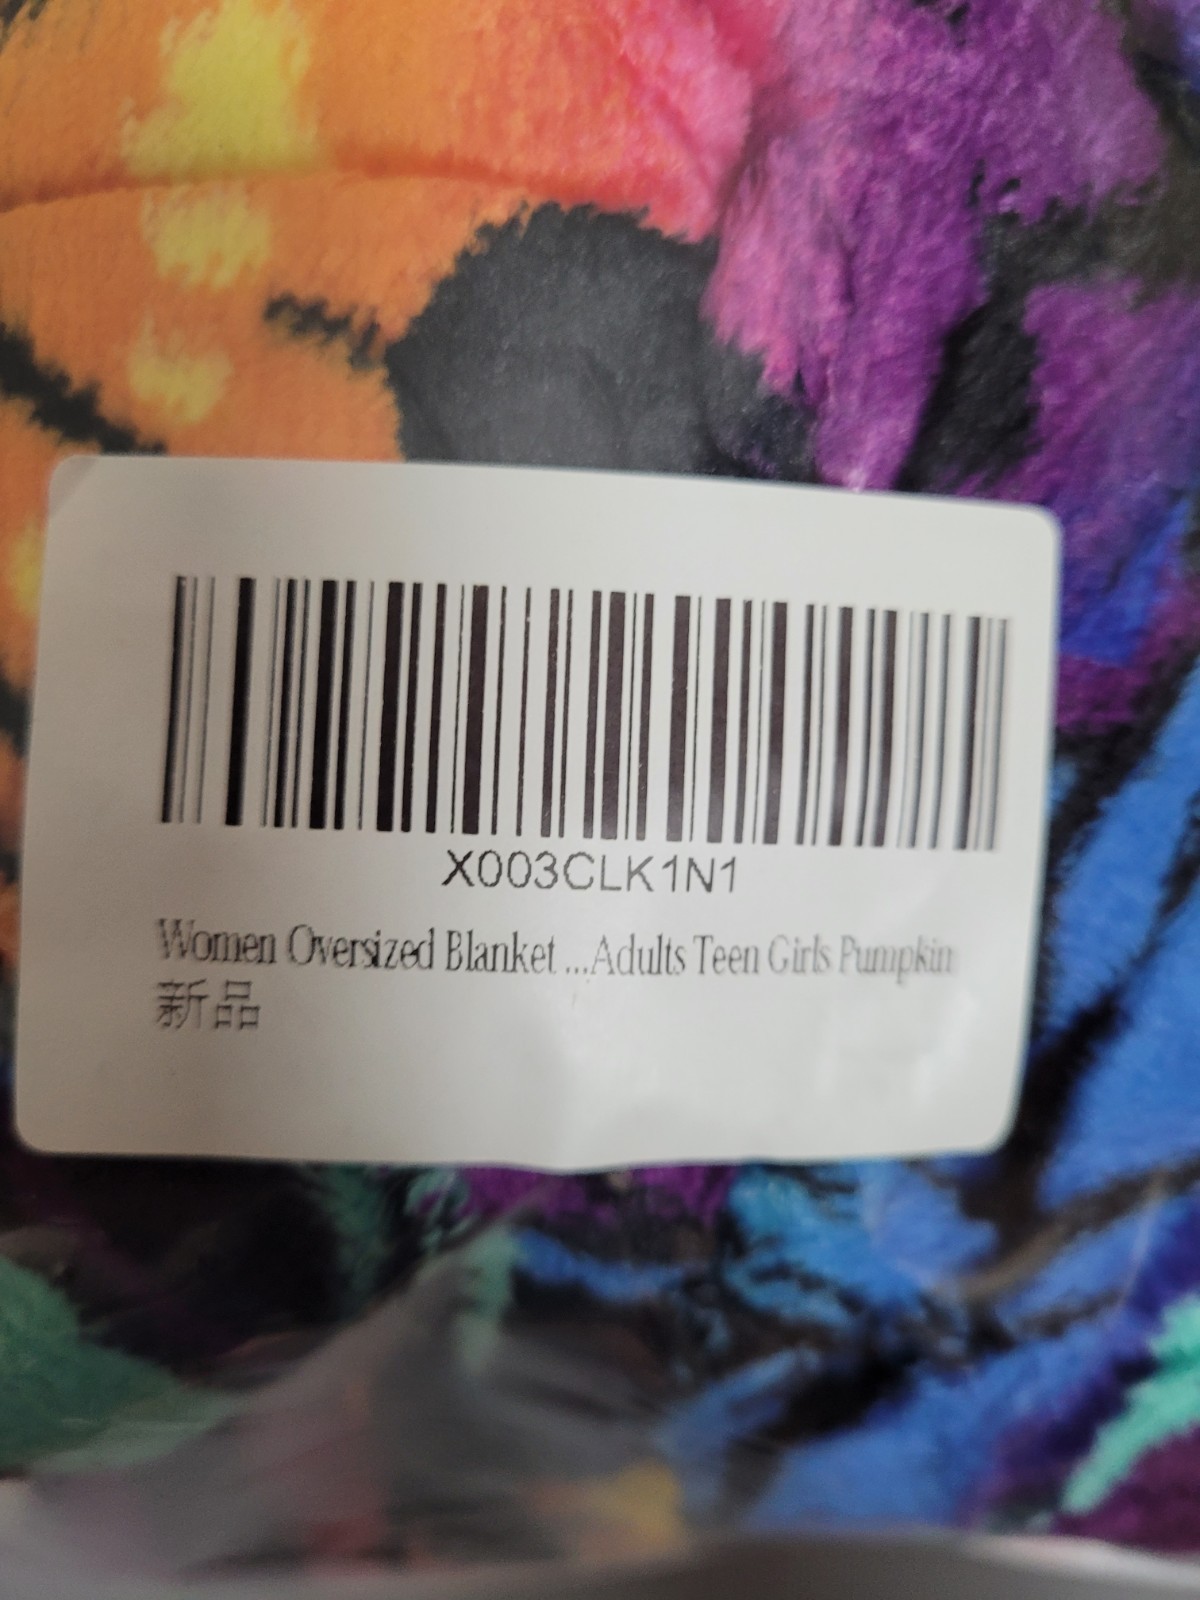 X003CLK1N1
Women Oversized Blanket ...Adults Teen Girls Pumpkin
新品